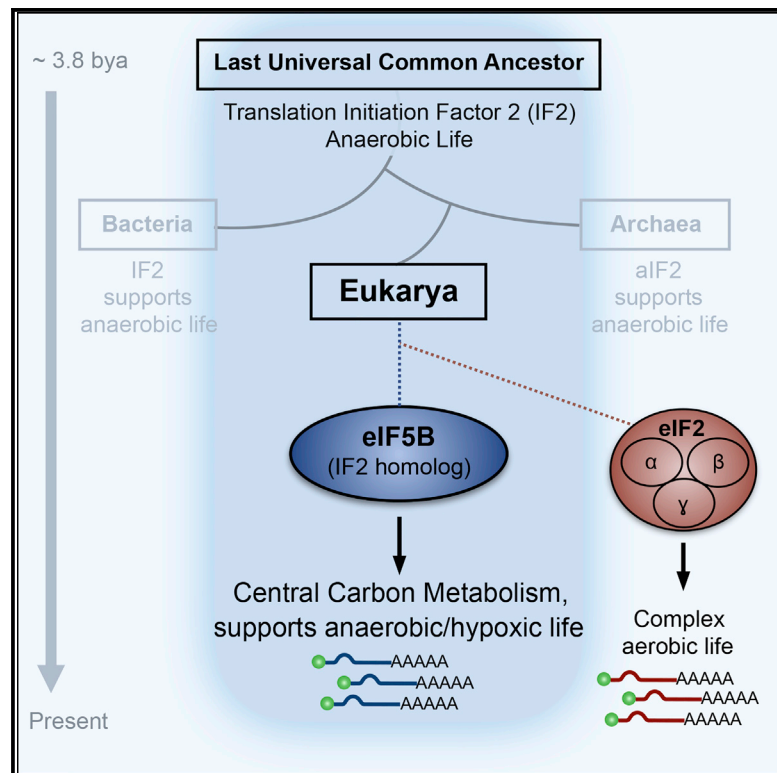 ~ 3.8 bya
Last Universal Common Ancestor
Translation Initiation Factor 2 (IF2)
Anaerobic Life
Bacteria
IF2
supports
anaerobic life
Archaea
aIF2
supports
anaerobic life
Eukarya
eIF5B
(IF2 homolog)
eIF2
α
β
γ
Central Carbon Metabolism,
supports anaerobic/hypoxic life
AAAAA
AAAAA
AAAAA
Complex
aerobic life
AAAAA
AAAAA
AAAAA
Present